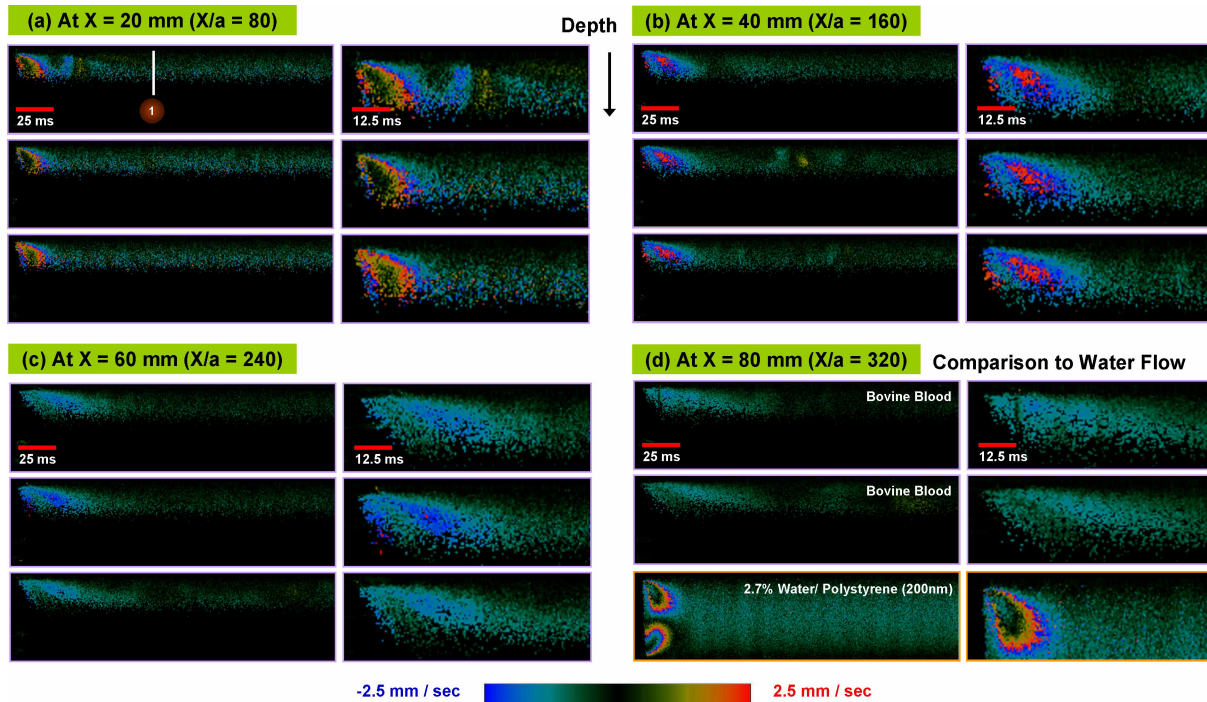 (a) At X = 20 mm (X/a = 80)
Depth
(b) At X = 40 mm (X/a = 160)
1
25 ms
12.5 ms
25 ms
12.5 ms
(c) At X = 60 mm (X/a = 240)
(d) At X = 80 mm (X/a = 320)
Comparison to Water Flow
Bovine Blood
25 ms
12.5 ms
25 ms
12.5 ms
Bovine Blood
2.7% Water/ Polystyrene (200nm)
-2.5 mm / sec
2.5 mm / sec